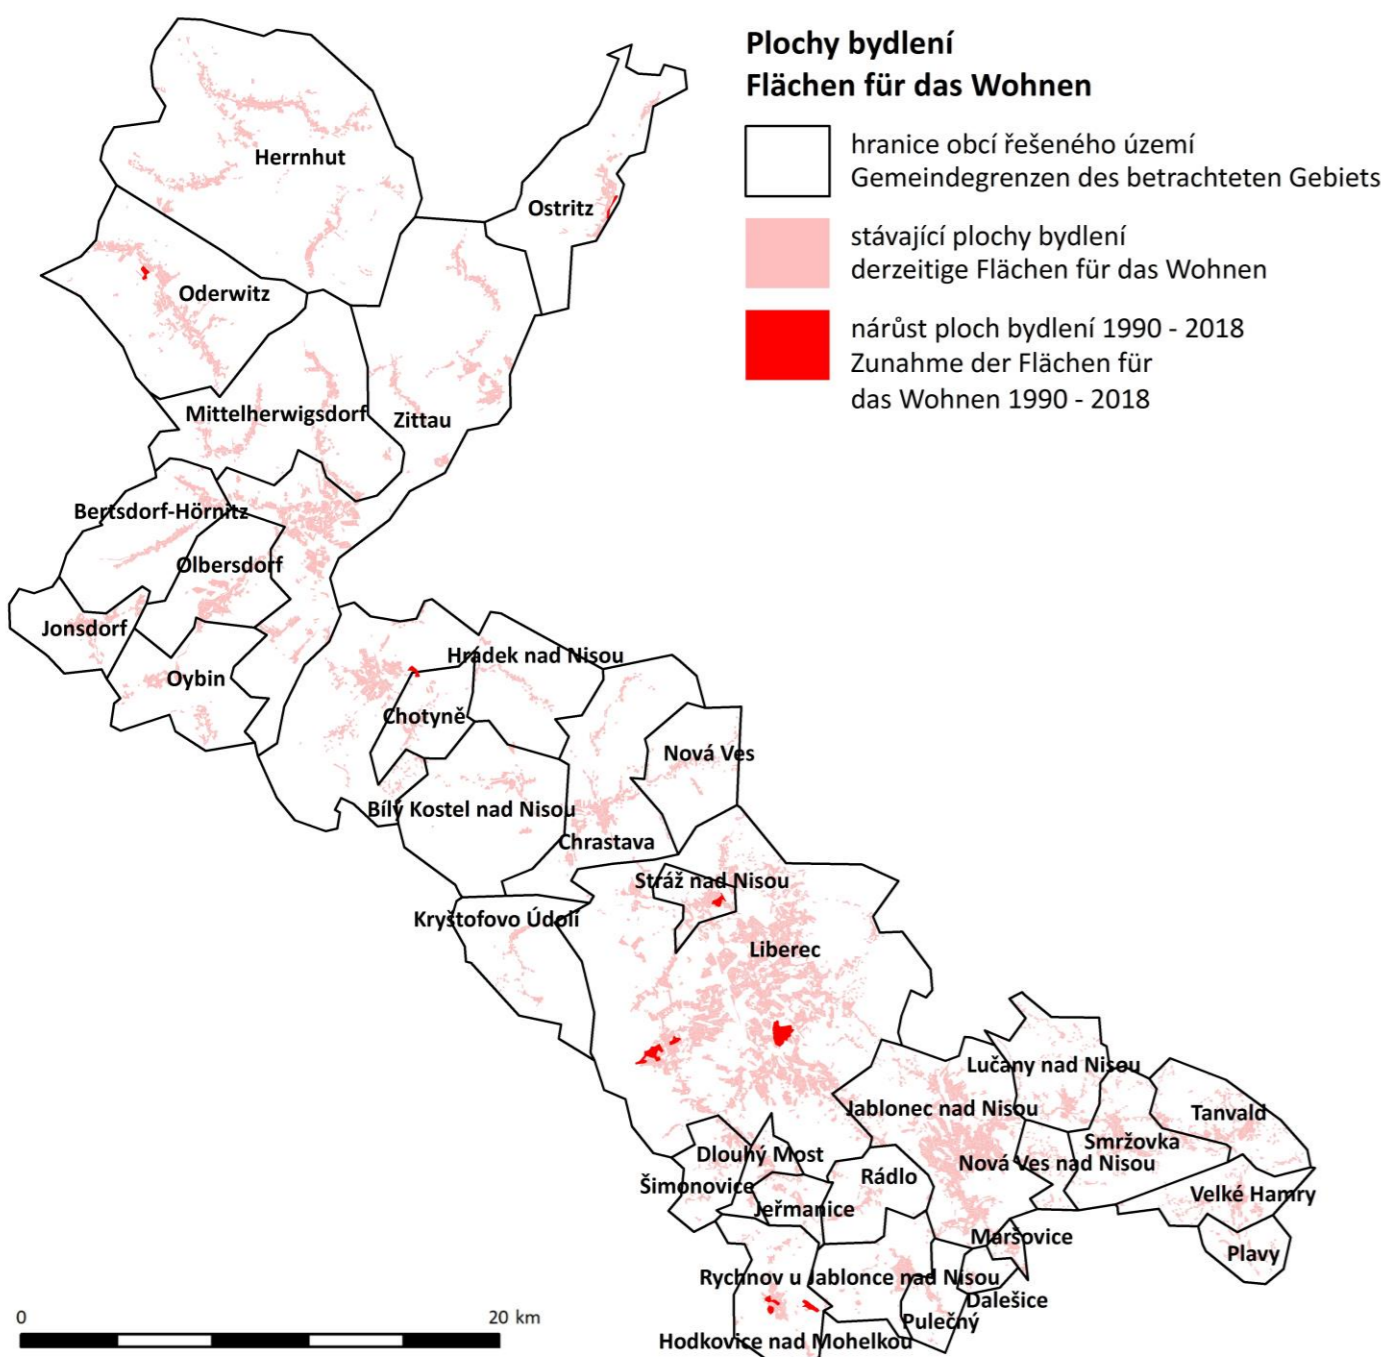 Plochy bydlení
Flächen für das Wohnen
hranice obcí řešeného území
Gemeindegrenzen des betrachteten Gebiets
stávající plochy bydlení
derzeitige Flächen für das Wohnen
nárůst ploch bydlení 1990 - 2018
Zunahme der Flächen für
das Wohnen 1990 - 2018
Herrnhut
Ostritz
Oderwitz
Mittelherwigsdorf
Zittau
Bertsdorf-Hörnitz
Olbersdorf
Jonsdorf
Oybin
Hrádek nad Nisou
Chotyně
Nová Ves
Bílý Kostel nad Nisou
Chrastava
Stráž nad Nisou
Kryštofovo Údolí
Liberec
Lučany nad Nisou
Jablonec nad Nisou
Tanvald
Smržovka
Dlouhý Most
Nová Ves nad Nisou
Rádlo
Šimonovice
Velké Hamry
Jeřmanice
Maršovice
Plavy
Rychnov u Jablonce nad Nisou
Dalešice
Pulečný
Hodkovice nad Mohelkou
0 20 km